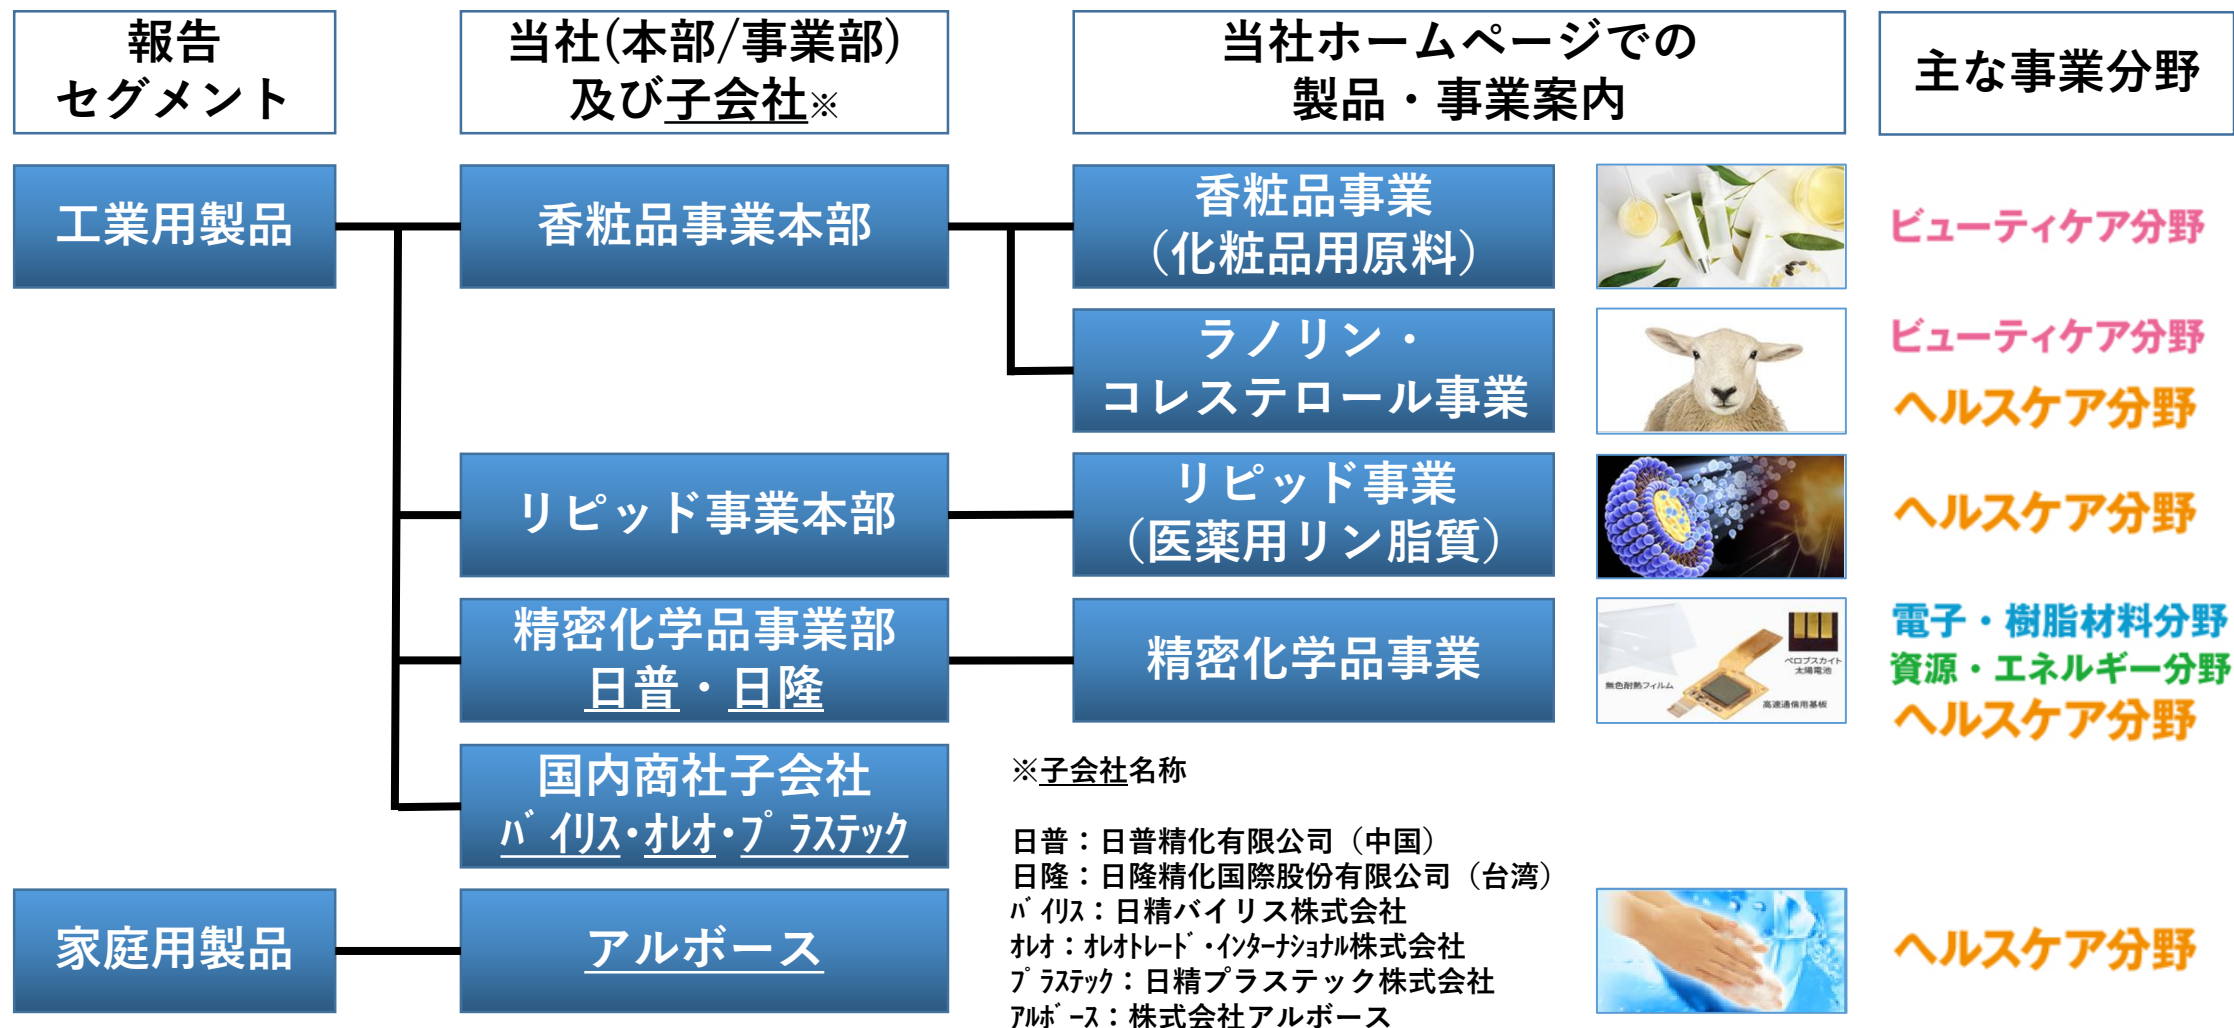 報告
セグメント
当社(本部/事業部)
及び子会社※
当社ホームページでの
製品・事業案内
主な事業分野
工業用製品
香粧品事業本部
香粧品事業
（化粧品用原料）
ビューティケア分野
ラノリン・
コレステロール事業
ビューティケア分野
ヘルスケア分野
リピッド事業本部
リピッド事業
（医薬用リン脂質）
ヘルスケア分野
精密化学品事業部
日普・日隆
精密化学品事業
無色耐熱フィルム
ペロブスカイト
太陽電池
高速通信用基板
電子・樹脂材料分野
資源・エネルギー分野
ヘルスケア分野
国内商社子会社
ﾊﾞｲﾘｽ・ｵﾚｵ・ﾌﾟﾗｽﾃｯｸ
※子会社名称
日普：日普精化有限公司（中国）
日隆：日隆精化国際股份有限公司（台湾）
ﾊﾞｲﾘｽ：日精バイリス株式会社
ｵﾚｵ：ｵﾚｵﾄﾚｰﾄﾞ・ｲﾝﾀｰﾅｼｮﾅﾙ株式会社
ﾌﾟﾗｽﾃｯｸ：日精プラステック株式会社
ｱﾙﾎﾞｰｽ：株式会社アルボース
家庭用製品
アルボース
ヘルスケア分野